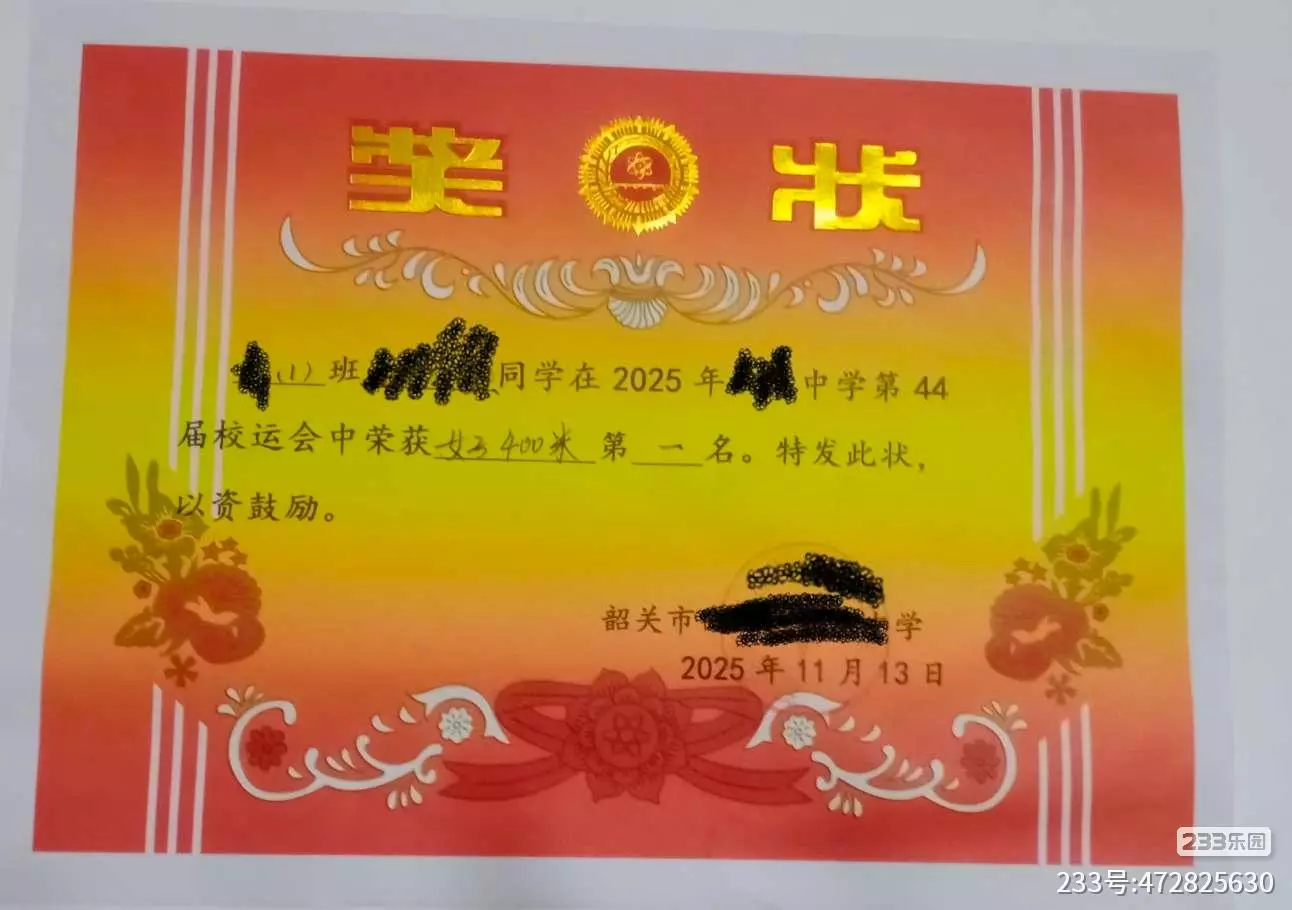 奖状
(1)班 同学在 2025 年 中学第 44
届校运会中荣获女子400米 第 一 名。特发此状，
以资鼓励。
韶关市 学
2025 年 11 月 13 日
233乐园
233号:472825630